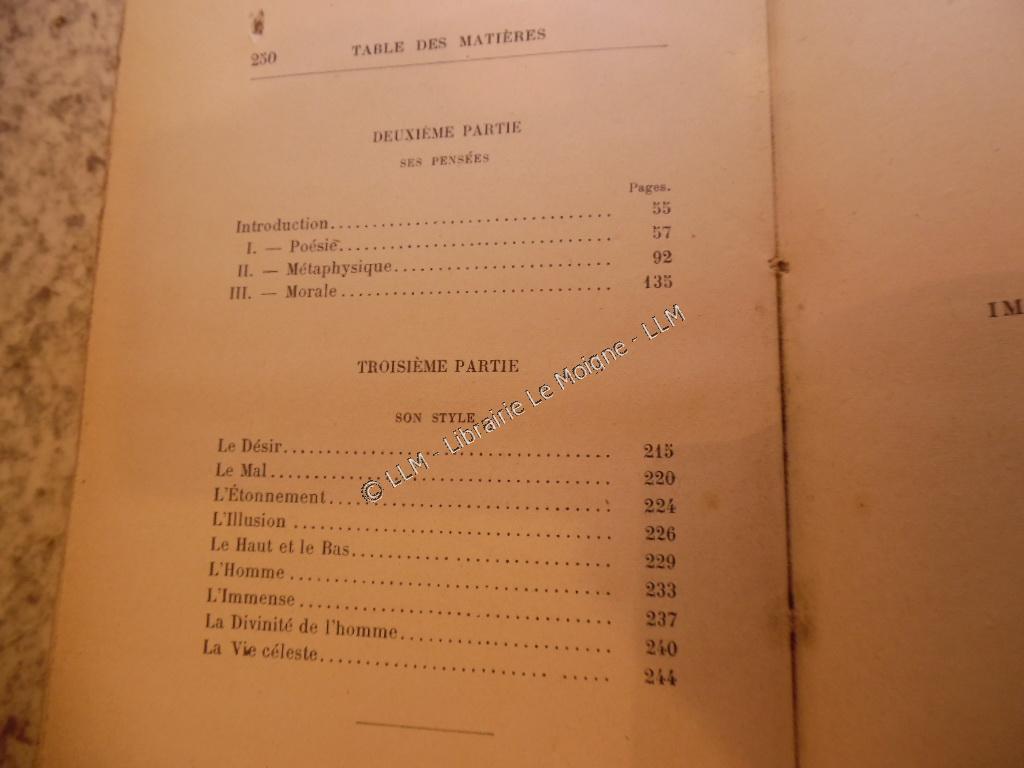 250 TABLE DES MATIÈRES
DEUXIÈME PARTIE
SES PENSÉES
Pages.
Introduction........................................ 55
I. — Poésie........................................ 57
II. — Métaphysique........................................ 92
III. — Morale........................................ 135
TROISIÈME PARTIE
SON STYLE
Le Désir........................................ 215
Le Mal........................................ 220
L'Étonnement........................................ 224
L'Illusion........................................ 226
Le Haut et le Bas........................................ 229
L'Homme........................................ 233
L'Immense........................................ 237
La Divinité de l'homme........................................ 240
La Vie céleste........................................ 244
© LLM - Librairie Le Moigne - LLM
IM